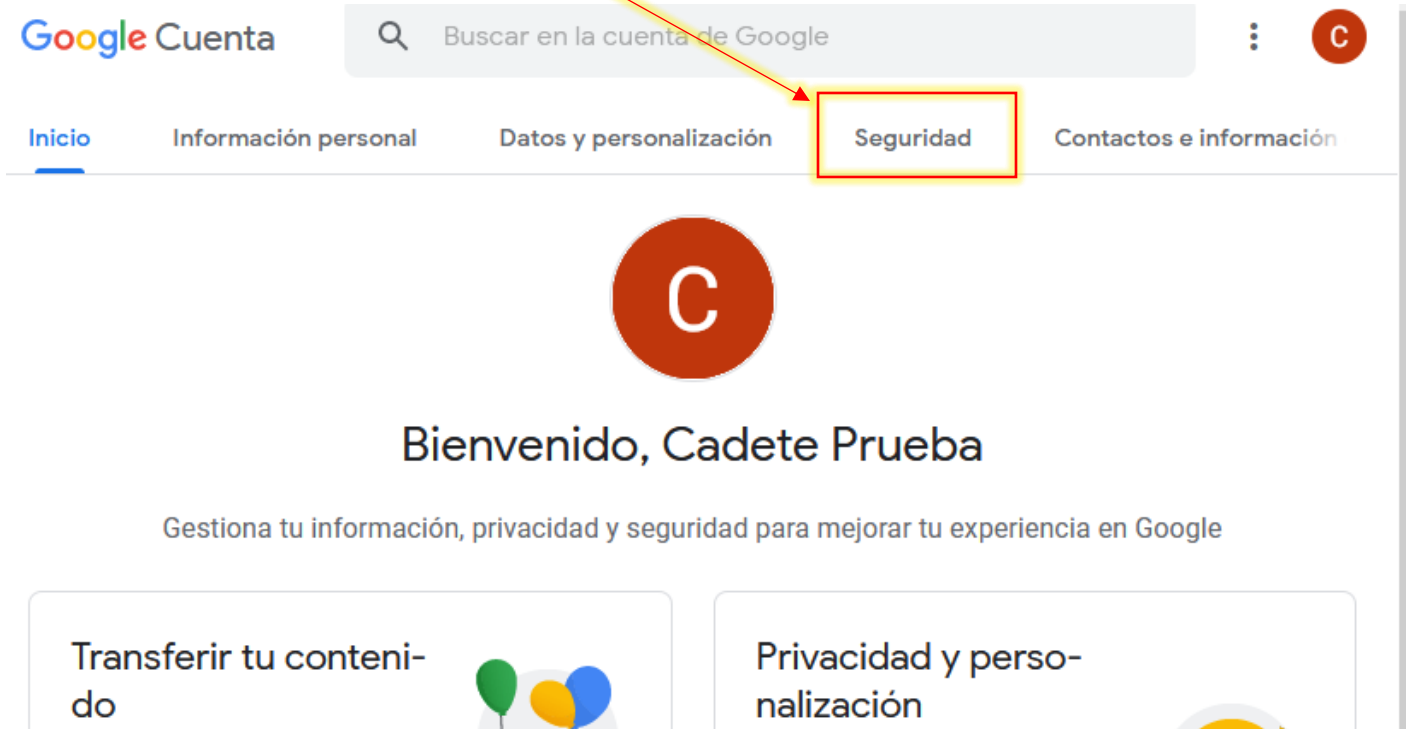 Google Cuenta
Buscar en la cuenta de Google
C
Inicio
Información personal
Datos y personalización
Seguridad
Contactos e información
C
Bienvenido, Cadete Prueba
Gestiona tu información, privacidad y seguridad para mejorar tu experiencia en Google
Transferir tu conteni-
do
Privacidad y perso-
nalización